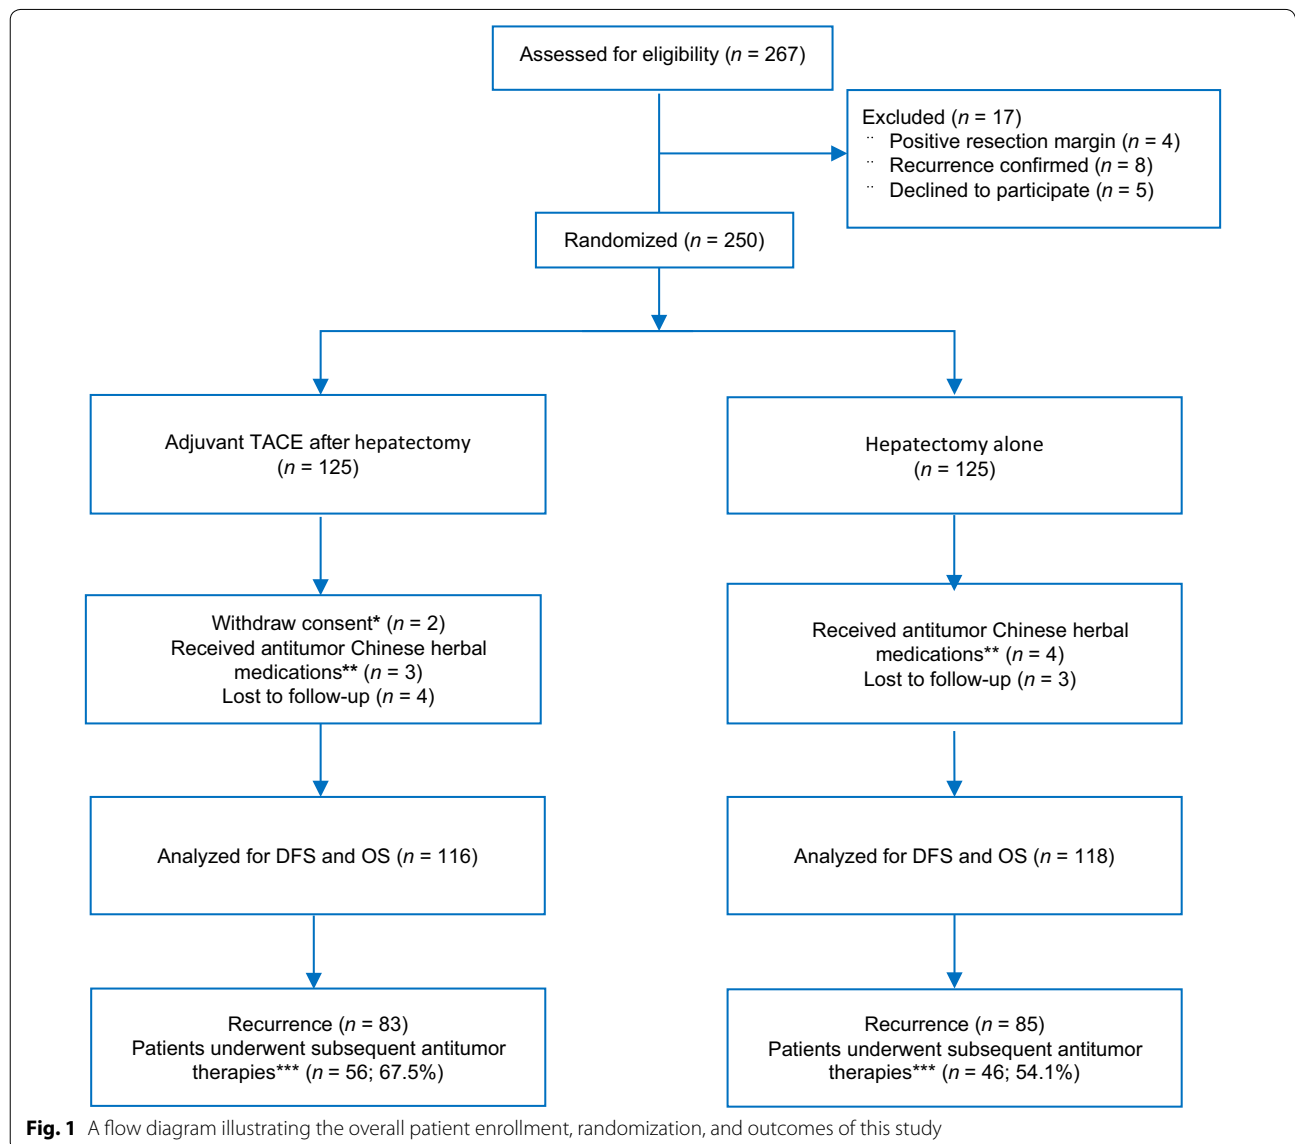 Assessed for eligibility (n = 267)
Excluded (n = 17)
¨ Positive resection margin (n = 4)
¨ Recurrence confirmed (n = 8)
¨ Declined to participate (n = 5)
Randomized (n = 250)
Adjuvant TACE after hepatectomy
(n = 125)
Hepatectomy alone
(n = 125)
Withdraw consent* (n = 2)
Received antitumor Chinese herbal
medications** (n = 3)
Lost to follow-up (n = 4)
Received antitumor Chinese herbal
medications** (n = 4)
Lost to follow-up (n = 3)
Analyzed for DFS and OS (n = 116)
Analyzed for DFS and OS (n = 118)
Recurrence (n = 83)
Patients underwent subsequent antitumor
therapies*** (n = 56; 67.5%)
Recurrence (n = 85)
Patients underwent subsequent antitumor
therapies*** (n = 46; 54.1%)
Fig. 1 A flow diagram illustrating the overall patient enrollment, randomization, and outcomes of this study